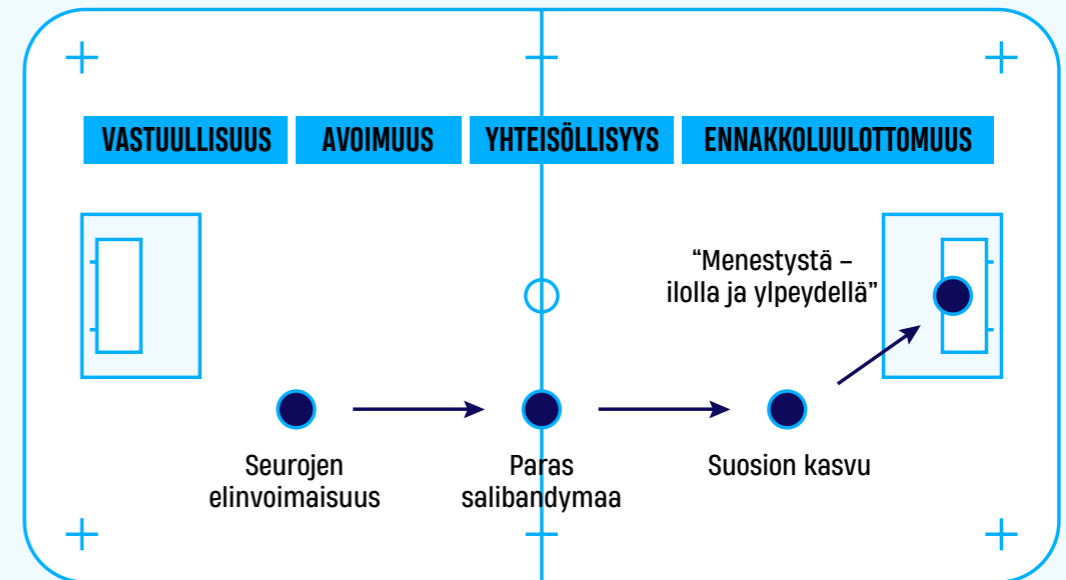 VASTUULLISUUS AVOIMUUS YHTEISÖLLISYYS ENNAKKOLUULOTTOMUUS
“Menestystä –
ilolla ja ylpeydellä”
Seurojen
elinvoimaisuus
Paras
salibandymaa
Suosion kasvu